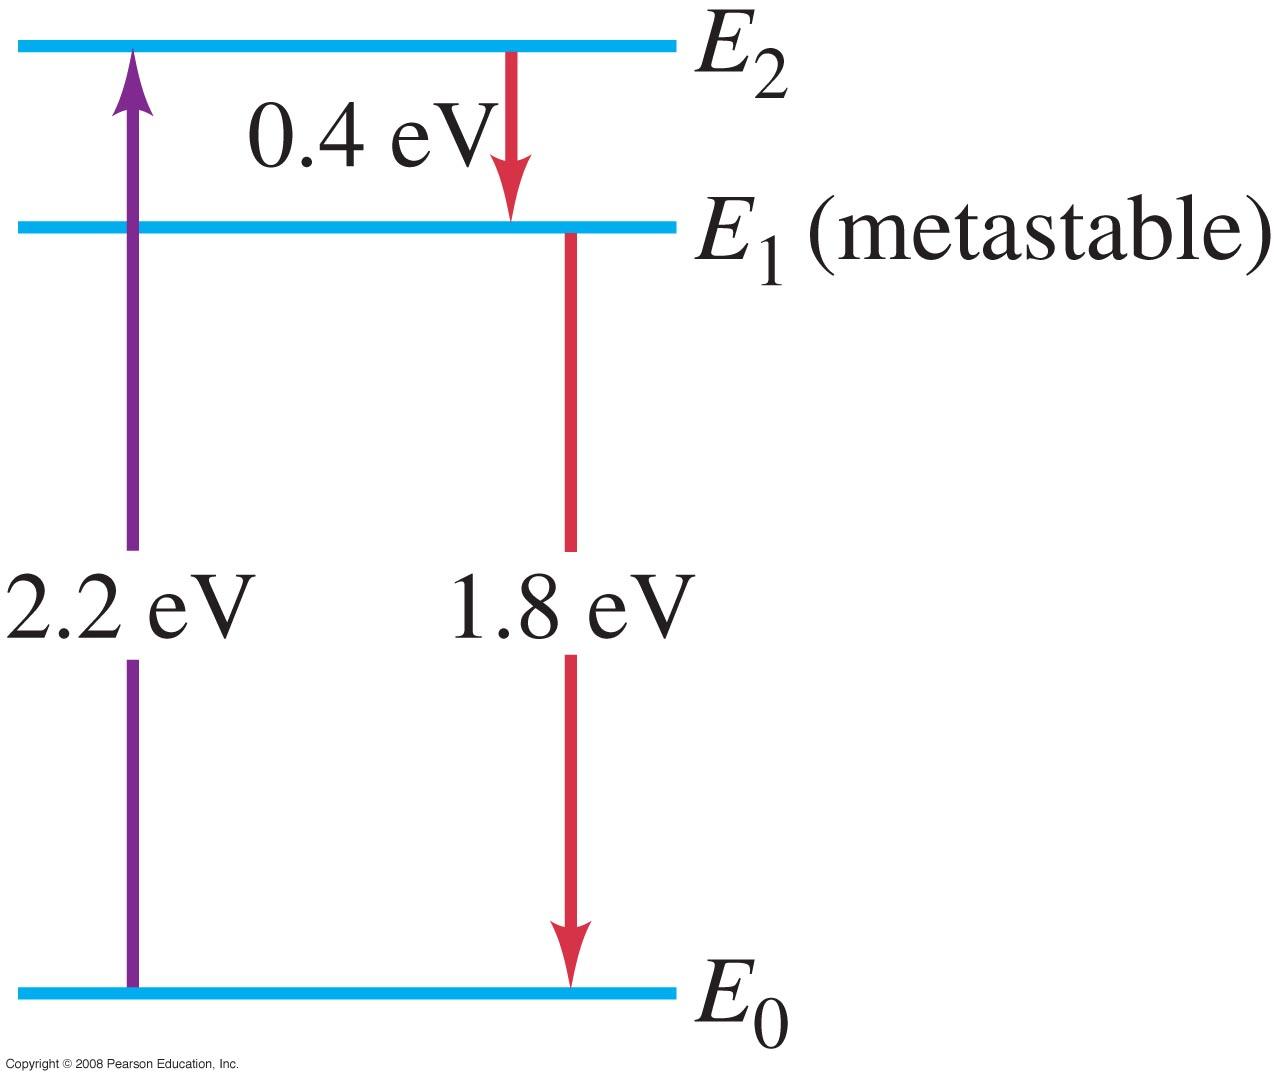 E2
0.4 eV
E1 (metastable)
2.2 eV
1.8 eV
E0
Copyright © 2008 Pearson Education, Inc.